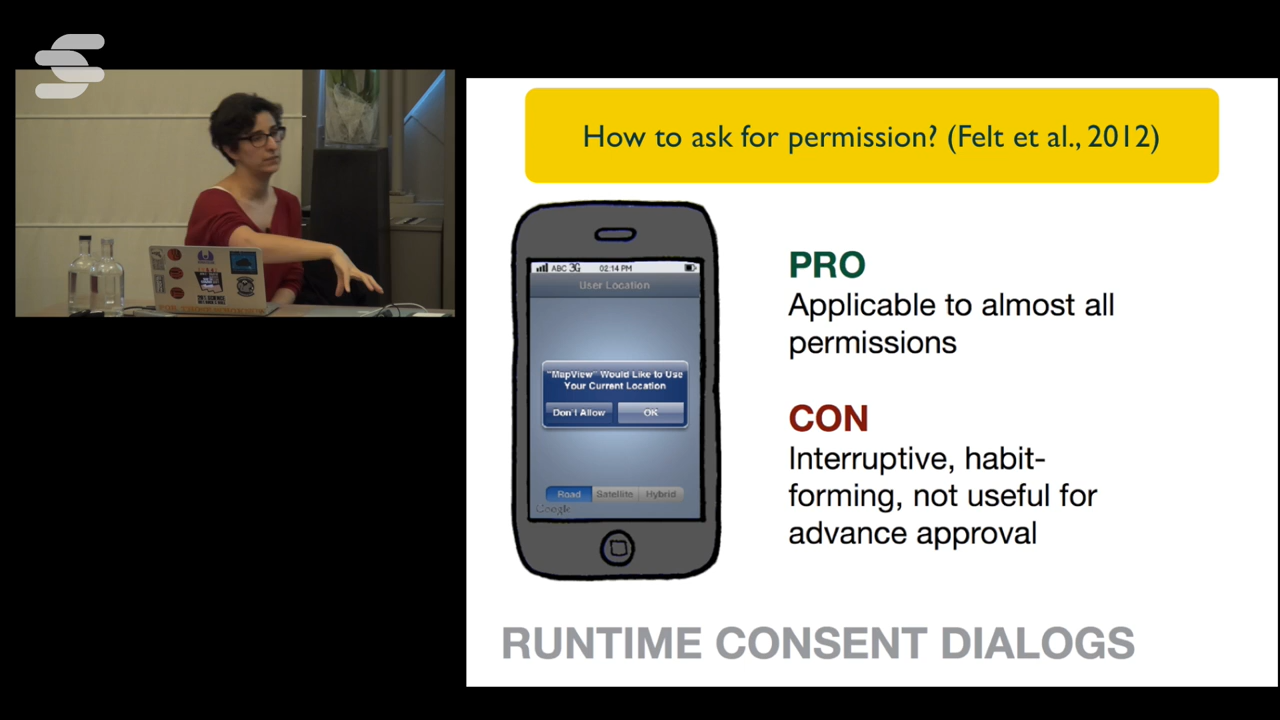 How to ask for permission? (Felt et al., 2012)
ABC 3G 02:14 PM
User Location
"MapView" Would Like to Use
Your Current Location
Don't Allow OK
Road Satellite Hybrid
Google
PRO
Applicable to almost all
permissions
CON
Interruptive, habit-
forming, not useful for
advance approval
RUNTIME CONSENT DIALOGS